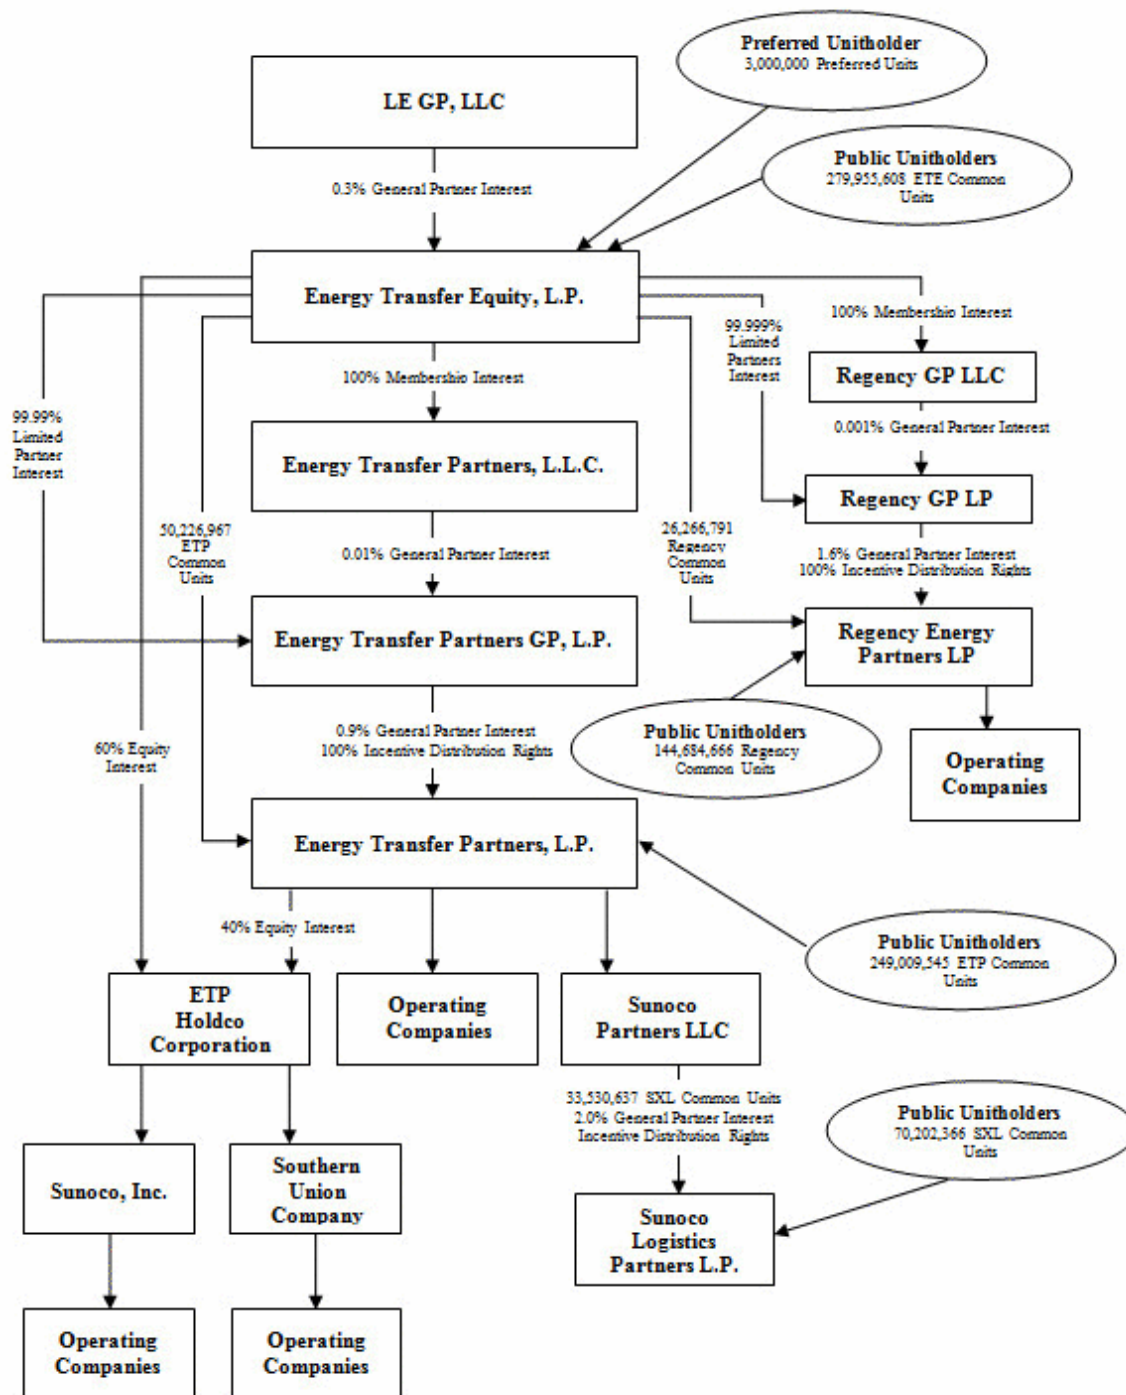 Preferred Unitholder
3,000,000 Preferred Units
LE GP, LLC
Public Unitholders
279,955,608 ETE Common
Units
0.3% General Partner Interest
Energy Transfer Equity, L.P.
100% Membership Interest
99.999%
Limited
Partners
Interest
Regency GP LLC
100% Membership Interest
0.001% General Partner Interest
99.99%
Limited
Partner
Interest
Energy Transfer Partners, L.L.C.
Regency GP LP
50,226,967
ETP
Common
Units
0.01% General Partner Interest
26,266,791
Regency
Common
Units
1.6% General Partner Interest
100% Incentive Distribution Rights
Energy Transfer Partners GP, L.P.
Regency Energy
Partners LP
0.9% General Partner Interest
100% Incentive Distribution Rights
Public Unitholders
144,684,666 Regency
Common Units
60% Equity
Interest
Operating
Companies
Energy Transfer Partners, L.P.
40% Equity Interest
Public Unitholders
249,009,545 ETP Common
Units
ETP
Holdco
Corporation
Operating
Companies
Sunoco
Partners LLC
33,530,637 SXL Common Units
2.0% General Partner Interest
Incentive Distribution Rights
Public Unitholders
70,202,366 SXL Common
Units
Sunoco, Inc.
Southern
Union
Company
Sunoco
Logistics
Partners L.P.
Operating
Companies
Operating
Companies